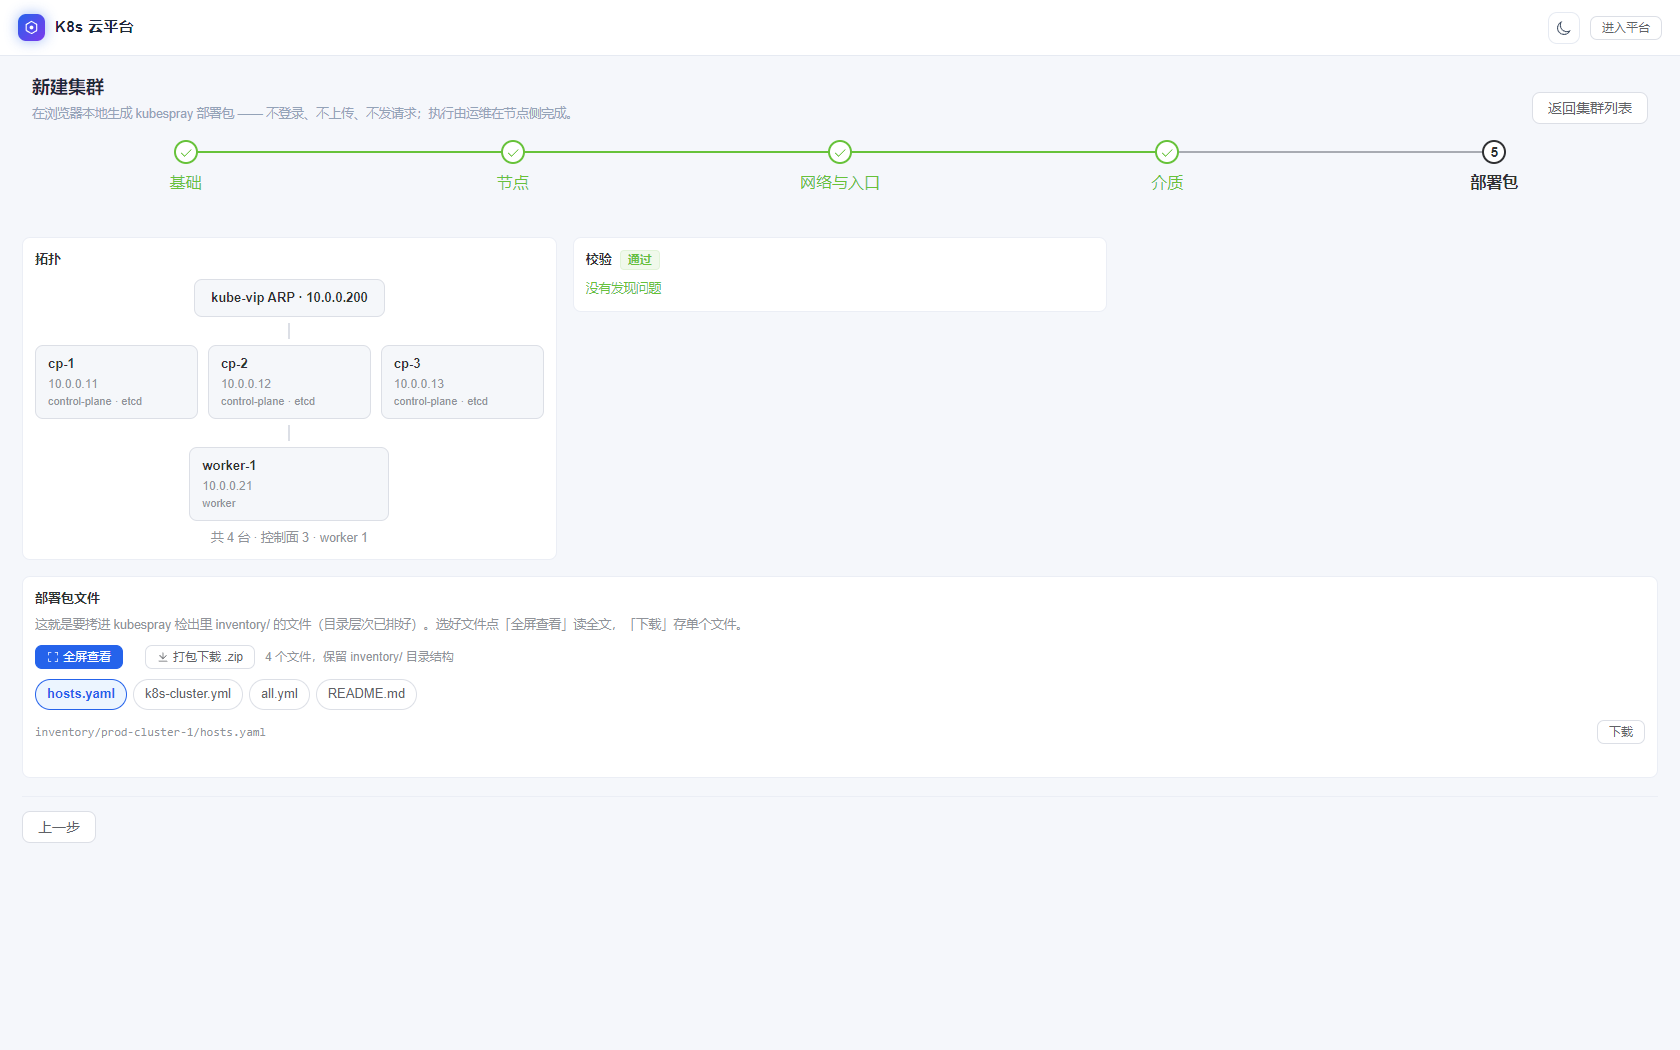 K8s 云平台
进入平台
新建集群
在浏览器本地生成 kubespray 部署包 —— 不登录、不上传、不发请求；执行由运维在节点侧完成。
返回集群列表
基础
节点
网络与入口
介质
5
部署包
拓扑
kube-vip ARP · 10.0.0.200
cp-1
10.0.0.11
control-plane · etcd
cp-2
10.0.0.12
control-plane · etcd
cp-3
10.0.0.13
control-plane · etcd
worker-1
10.0.0.21
worker
共 4 台 · 控制面 3 · worker 1
校验 通过
没有发现问题
部署包文件
这就是要拷进 kubespray 检出里 inventory/ 的文件（目录层次已排好）。选好文件点「全屏查看」读全文，「下载」存单个文件。
全屏查看
打包下载 .zip
4 个文件，保留 inventory/ 目录结构
hosts.yaml
k8s-cluster.yml
all.yml
README.md
inventory/prod-cluster-1/hosts.yaml
下载
上一步